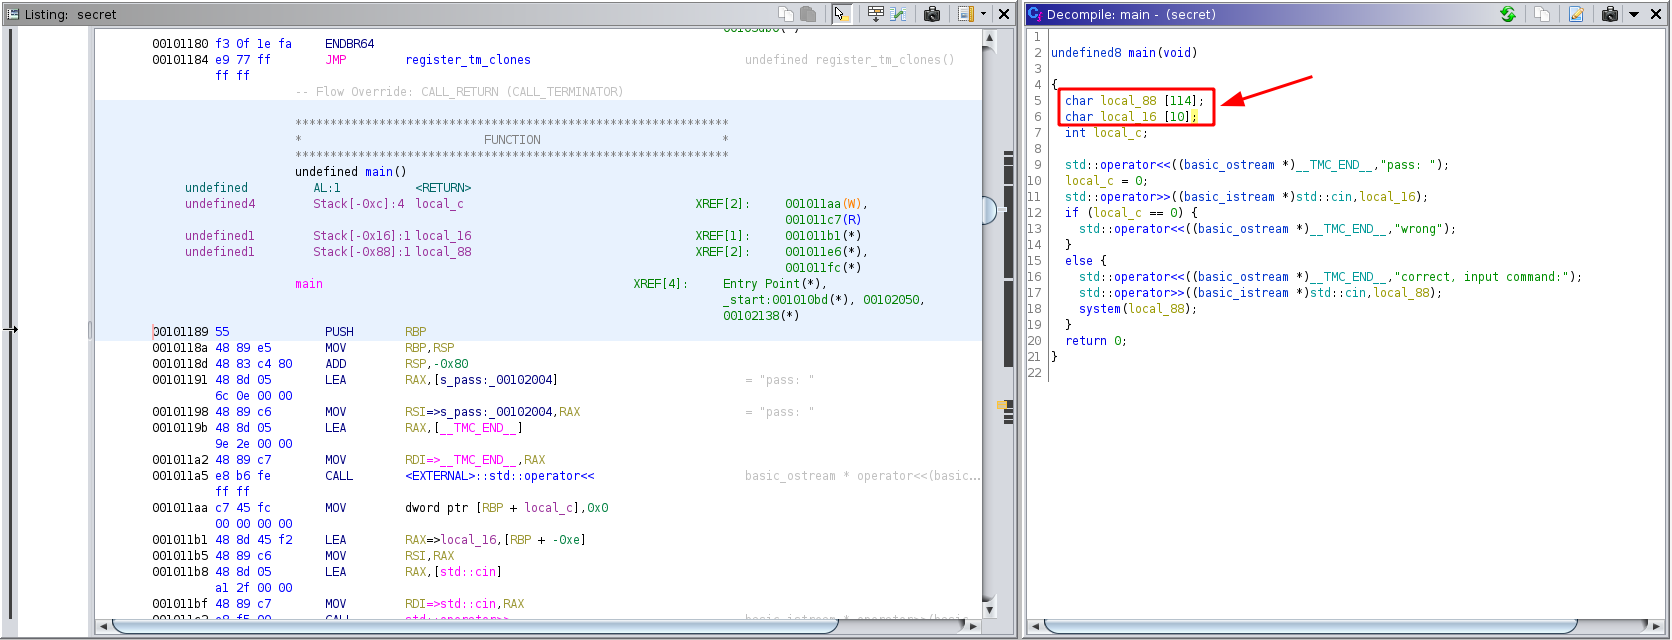 Listing: secret
00101180 f3 0f 1e fa ENDBR64
00101184 e9 77 ff JMP register_tm_clones undefined register_tm_clones()
ff ff
-- Flow Override: CALL_RETURN (CALL_TERMINATOR)
**************************************************************
* FUNCTION *
**************************************************************
undefined main()
undefined AL:1 <RETURN>
undefined4 Stack[-0xc]:4 local_c XREF[2]: 001011aa(W),
001011c7(R)
undefined1 Stack[-0x16]:1 local_16 XREF[1]: 001011b1(*)
undefined1 Stack[-0x88]:1 local_88 XREF[2]: 001011e6(*),
001011fc(*)
main XREF[4]: Entry Point(*),
_start:001010bd(*), 00102050,
00102138(*)
00101189 55 PUSH RBP
0010118a 48 89 e5 MOV RBP,RSP
0010118d 48 83 c4 80 ADD RSP,-0x80
00101191 48 8d 05 LEA RAX,[s_pass:_00102004] = "pass: "
6c 0e 00 00
00101198 48 89 c6 MOV RSI=>s_pass:_00102004,RAX = "pass: "
0010119b 48 8d 05 LEA RAX,[__TMC_END__]
9e 2e 00 00
001011a2 48 89 c7 MOV RDI=>__TMC_END__,RAX
001011a5 e8 b6 fe CALL <EXTERNAL>::std::operator<< basic_ostream * operator<<(basic...
ff ff
001011aa c7 45 fc MOV dword ptr [RBP + local_c],0x0
00 00 00 00
001011b1 48 8d 45 f2 LEA RAX=>local_16,[RBP + -0xe]
001011b5 48 89 c6 MOV RSI,RAX
001011b8 48 8d 05 LEA RAX,[std::cin]
a1 2f 00 00
001011bf 48 89 c7 MOV RDI=>std::cin,RAX
Decompile: main - (secret)
1
2 undefined8 main(void)
3
4 {
5 char local_88 [114];
6 char local_16 [10];
7 int local_c;
8
9 std::operator<<((basic_ostream *)__TMC_END__,"pass: ");
10 local_c = 0;
11 std::operator>>((basic_istream *)std::cin,local_16);
12 if (local_c == 0) {
13 std::operator<<((basic_ostream *)__TMC_END__,"wrong");
14 }
15 else {
16 std::operator<<((basic_ostream *)__TMC_END__,"correct, input command:");
17 std::operator>>((basic_istream *)std::cin,local_88);
18 system(local_88);
19 }
20 return 0;
21 }
22